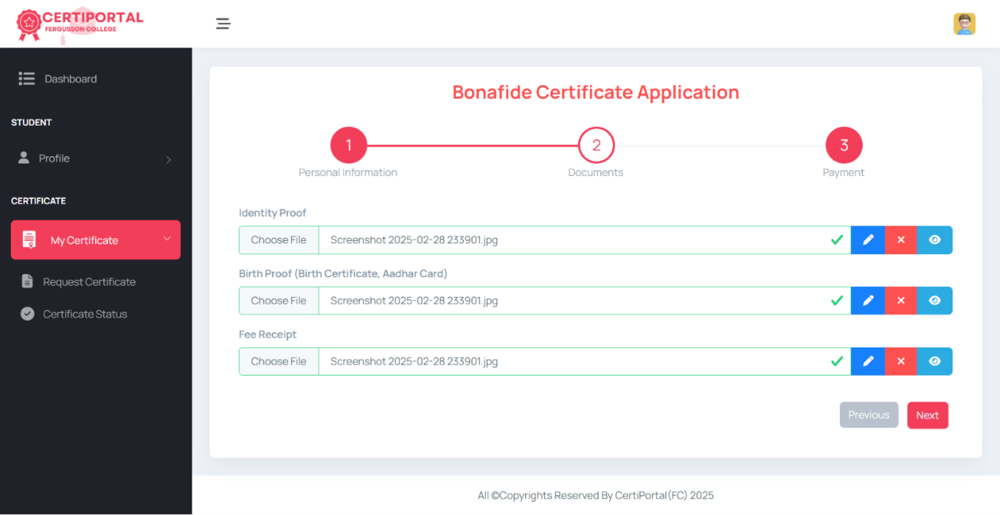 CERTIPORTAL
FERGUSSON COLLEGE
Dashboard
STUDENT
Profile
CERTIFICATE
My Certificate
Request Certificate
Certificate Status
Bonafide Certificate Application
1
2
3
Personal Information
Documents
Payment
Identity Proof
Choose File Screenshot 2025-02-28 233901.jpg
Birth Proof (Birth Certificate, Aadhar Card)
Choose File Screenshot 2025-02-28 233901.jpg
Fee Receipt
Choose File Screenshot 2025-02-28 233901.jpg
Previous Next
All ©Copyrights Reserved By CertiPortal(FC) 2025